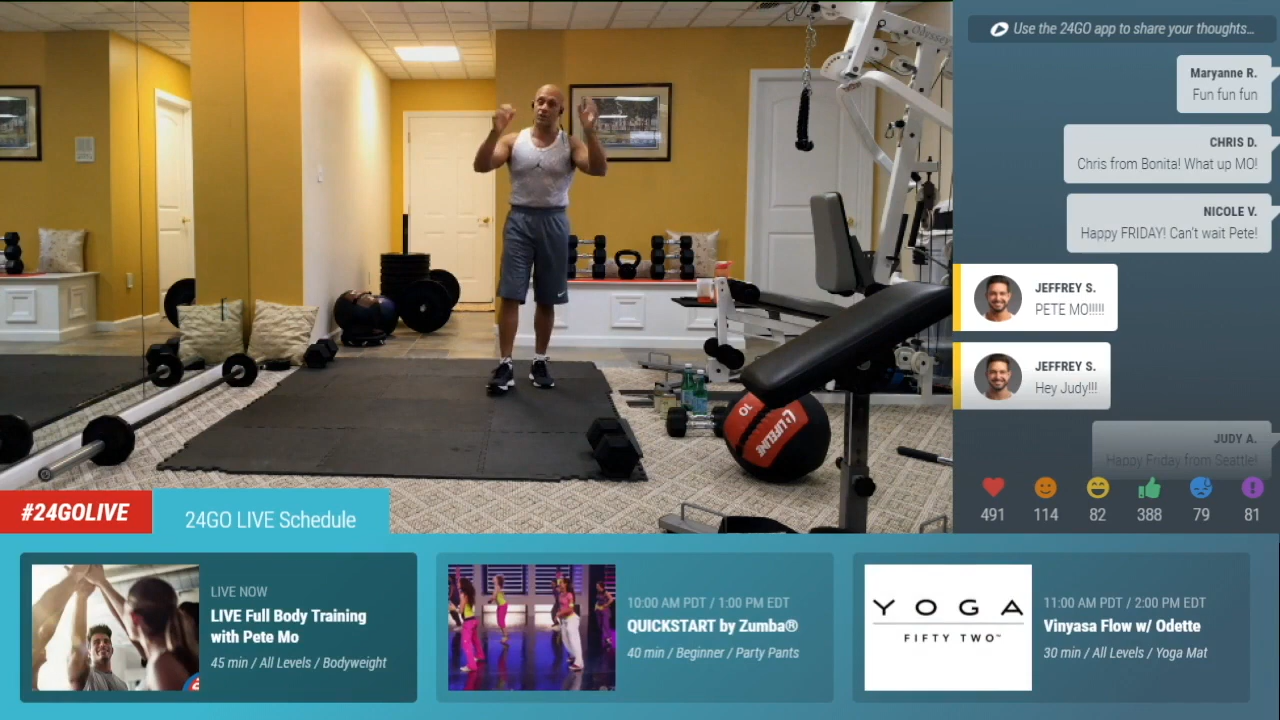 Odyssey
Use the 24GO app to share your thoughts...
Maryanne R.
Fun fun fun
CHRIS D.
Chris from Bonita! What up MO!
NICOLE V.
Happy FRIDAY! Can't wait Pete!
JEFFREY S.
PETE MO!!!!!
JEFFREY S.
Hey Judy!!!
JUDY A.
Happy Friday from Seattle!
491 114 82 388 79 81
10
LIFELINE
#24GOLIVE
24GO LIVE Schedule
LIVE NOW
LIVE Full Body Training
with Pete Mo
45 min / All Levels / Bodyweight
10:00 AM PDT / 1:00 PM EDT
QUICKSTART by Zumba®
40 min / Beginner / Party Pants
YOGA
FIFTY TWO™
11:00 AM PDT / 2:00 PM EDT
Vinyasa Flow w/ Odette
30 min / All Levels / Yoga Mat